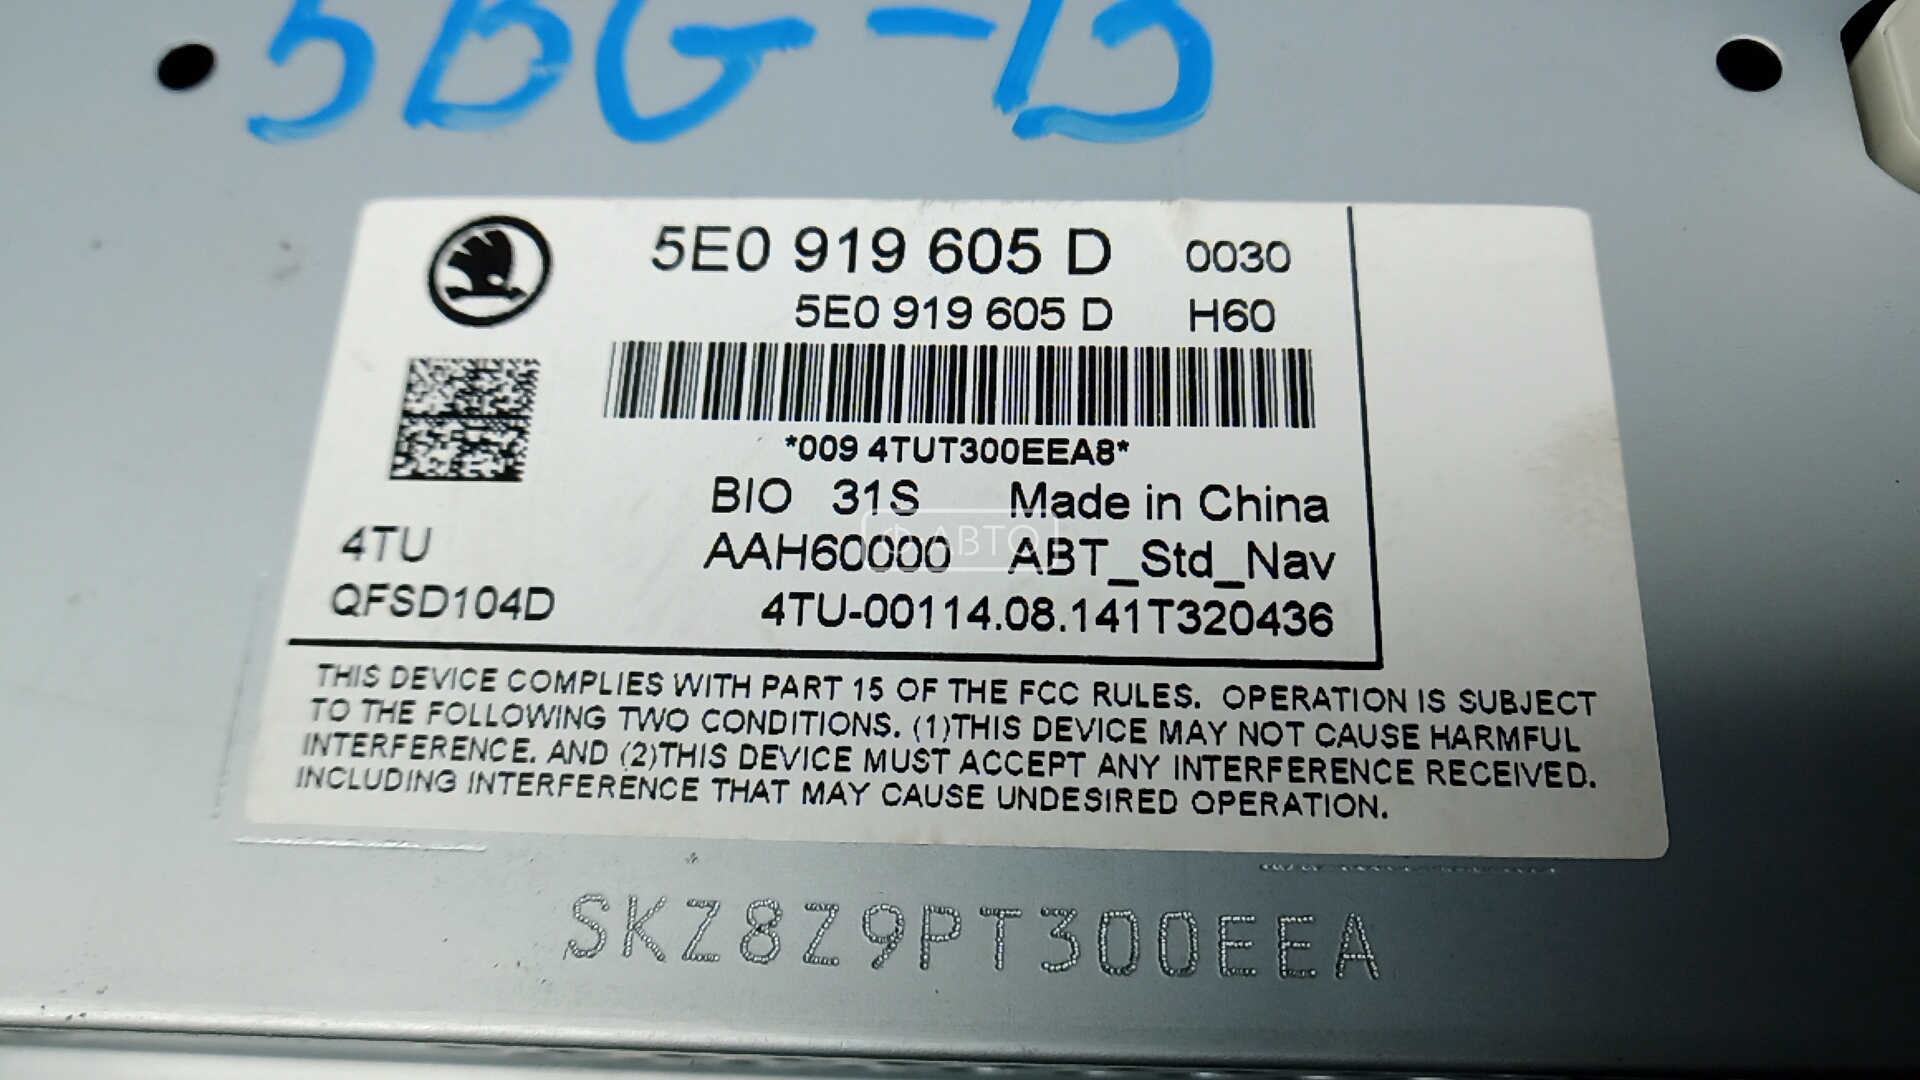 5BG-B
5E0 919 605 D 0030
5E0 919 605 D H60
*009 4TUT300EEA8*
BIO 31S Made in China
4TU AAH60000 ABT_Std_Nav
QFSD104D 4TU-00114.08.141T320436
Ф АВТО
THIS DEVICE COMPLIES WITH PART 15 OF THE FCC RULES. OPERATION IS SUBJECT
TO THE FOLLOWING TWO CONDITIONS. (1)THIS DEVICE MAY NOT CAUSE HARMFUL
INTERFERENCE. AND (2)THIS DEVICE MUST ACCEPT ANY INTERFERENCE RECEIVED.
INCLUDING INTERFERENCE THAT MAY CAUSE UNDESIRED OPERATION.
SKZ8Z9PT300EEA